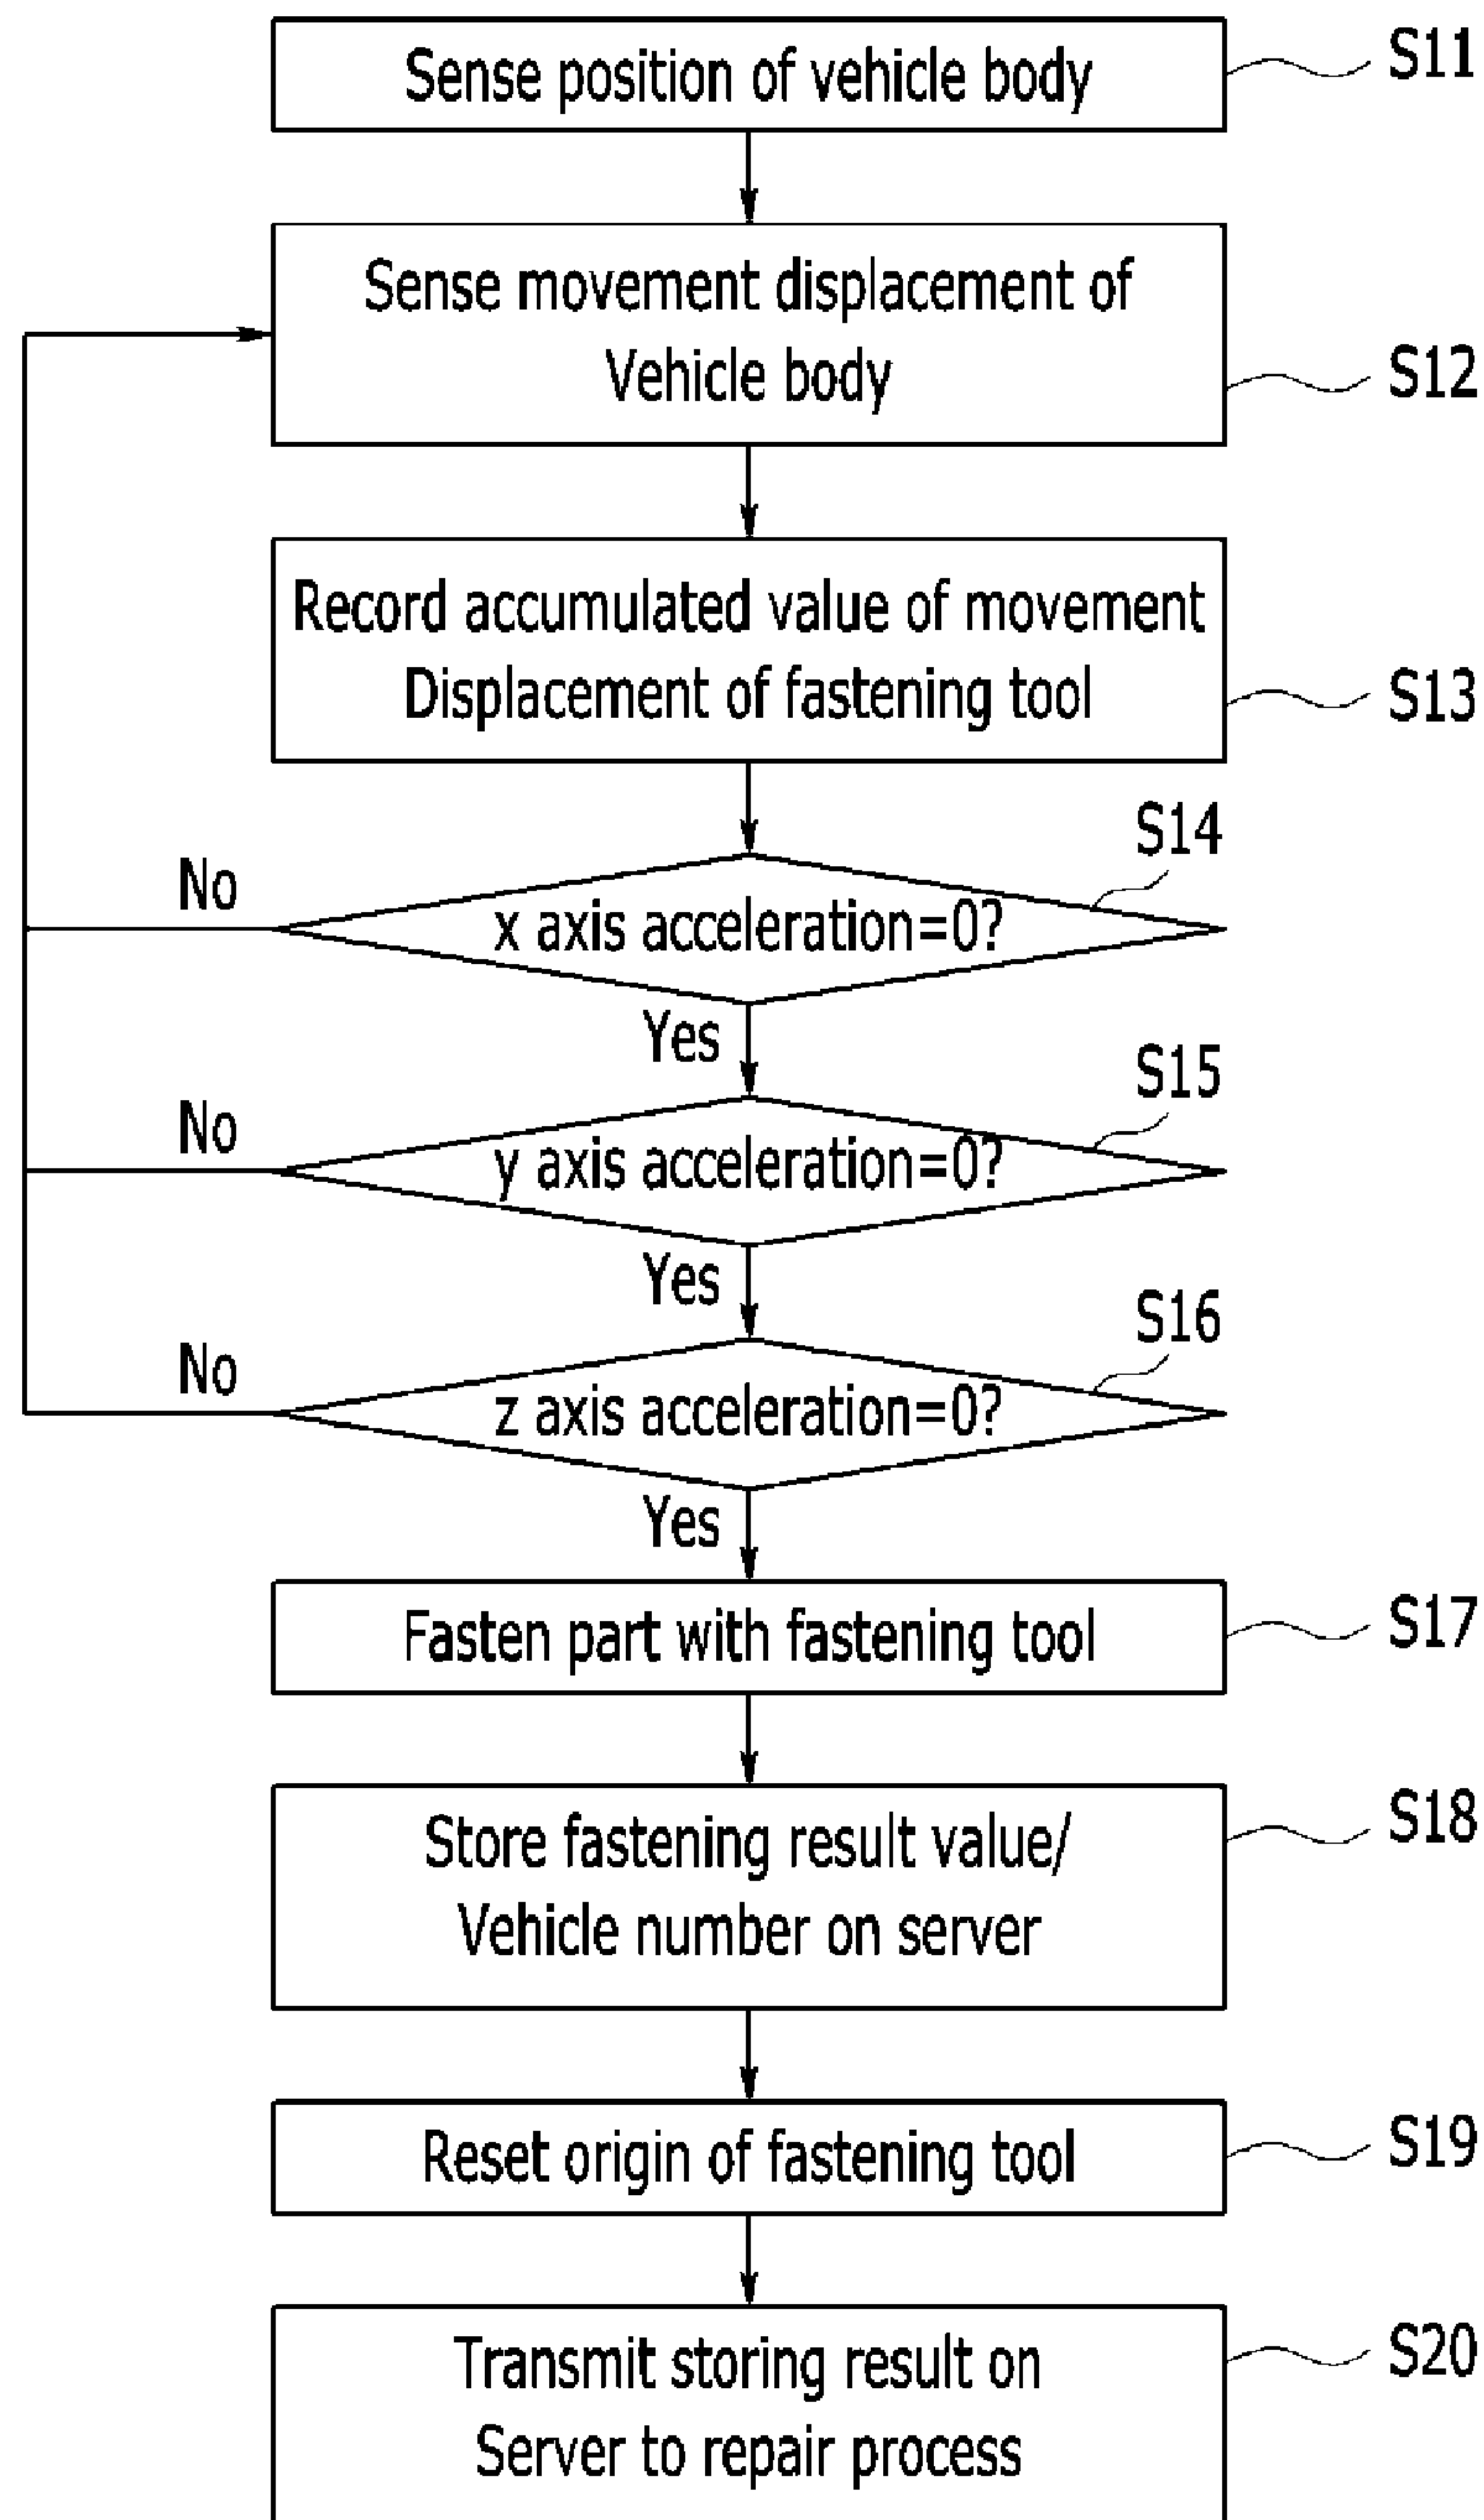 Sense position of vehicle body
S11
Sense movement displacement of
Vehicle body
S12
Record accumulated value of movement
Displacement of fastening tool
S13
S14
No
x axis acceleration=0?
Yes
S15
No
y axis acceleration=0?
Yes
S16
No
z axis acceleration=0?
Yes
Fasten part with fastening tool
S17
Store fastening result value/
Vehicle number on server
S18
Reset origin of fastening tool
S19
Transmit storing result on
Server to repair process
S20